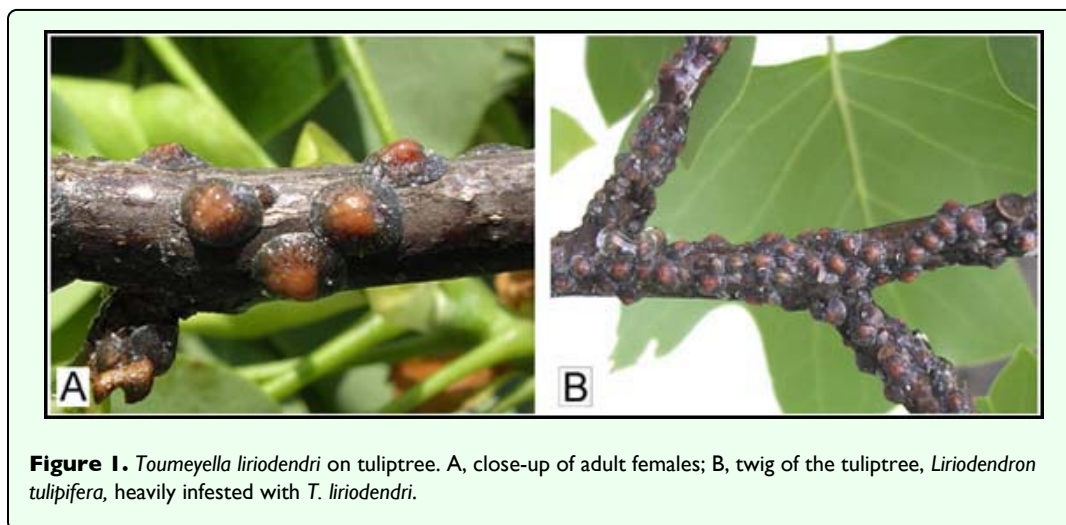 A
B
Figure 1. Toumeyella liriodendri on tuliptree. A, close-up of adult females; B, twig of the tuliptree, Liriodendron
tulipifera, heavily infested with T. liriodendri.